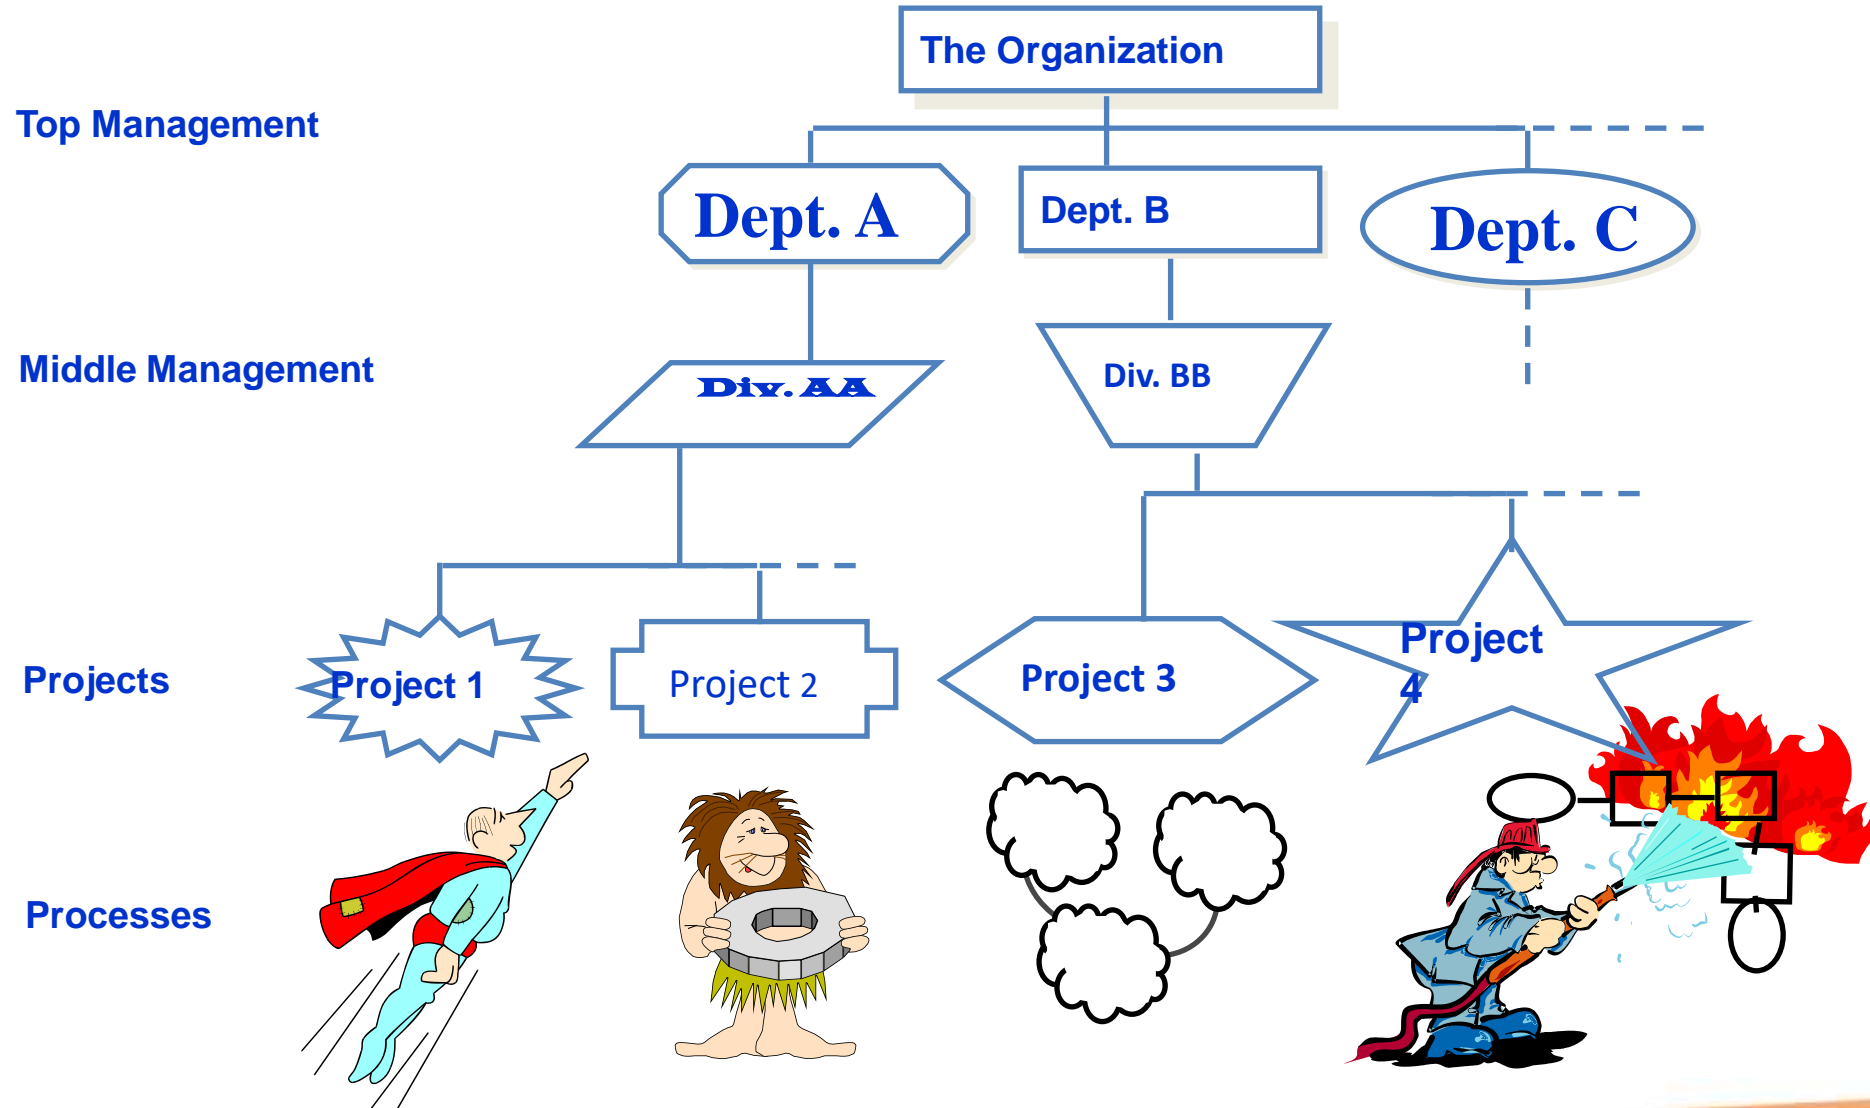 The Organization
Top Management
Dept. A
Dept. B
Dept. C
Middle Management
Div. AA
Div. BB
Projects
Project 1
Project 2
Project 3
Project
4
Processes